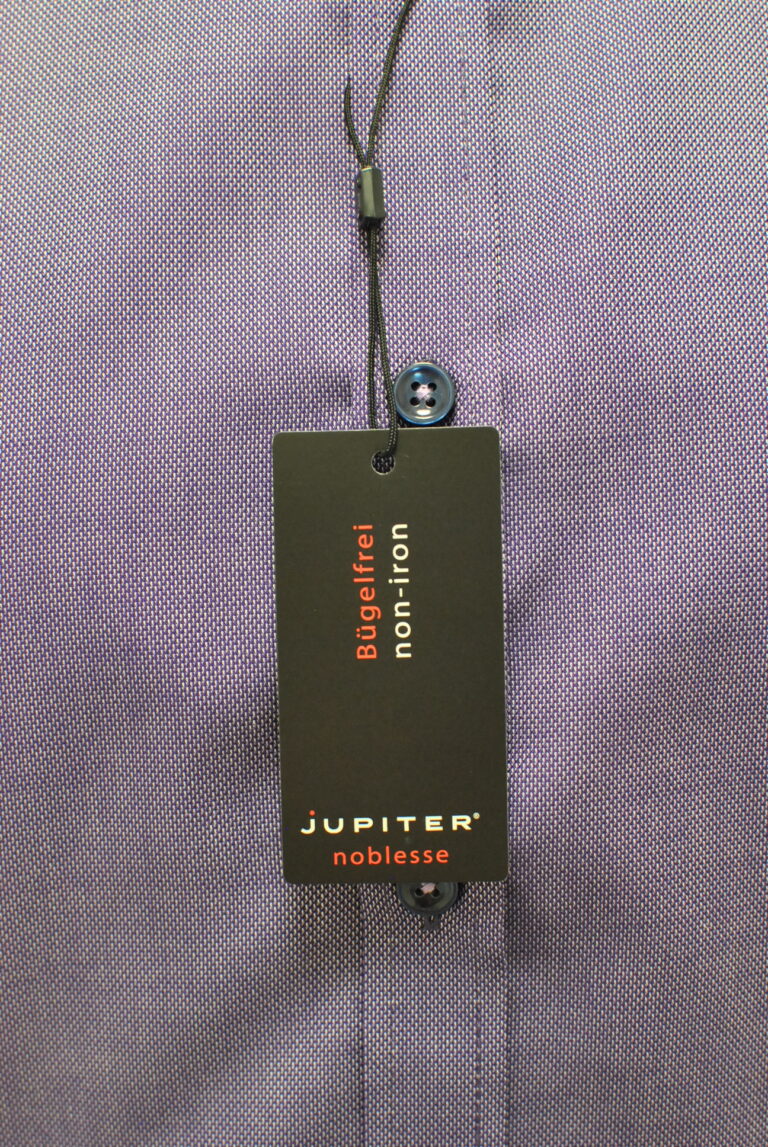 Bügelfrei
non-iron
jUPITER®
noblesse